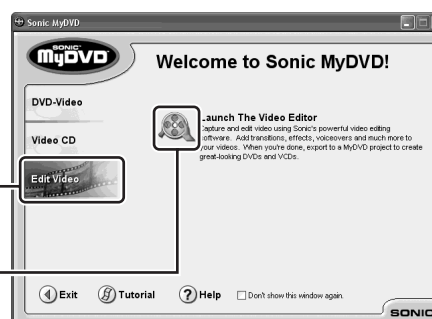 Sonic MyDVD
SONIC
MyDVD
Welcome to Sonic MyDVD!
DVD-Video
Video CD
Edit Video
Launch The Video Editor
Capture and edit video using Sonic's powerful video editing
software. Add transitions, effects, voiceovers and much more to
your videos. When you're done, export to a MyDVD project to create
great-looking DVDs and VCDs.
Exit
Tutorial
Help
Don't show this window again.
SONIC